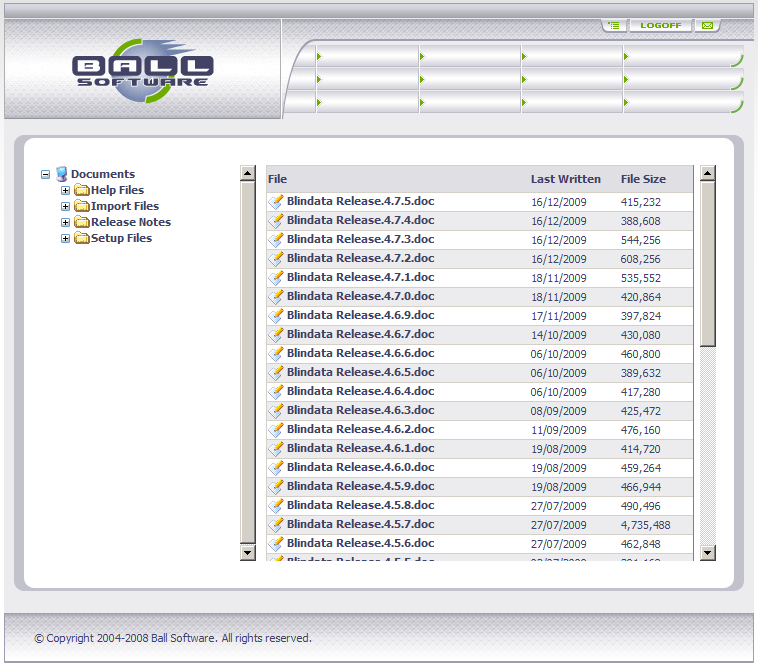 LOGOFF
BALL
SOFTWARE
Documents
Help Files
Import Files
Release Notes
Setup Files
File Last Written File Size
Blindata Release.4.7.5.doc 16/12/2009 415,232
Blindata Release.4.7.4.doc 16/12/2009 388,608
Blindata Release.4.7.3.doc 16/12/2009 544,256
Blindata Release.4.7.2.doc 16/12/2009 608,256
Blindata Release.4.7.1.doc 18/11/2009 535,552
Blindata Release.4.7.0.doc 18/11/2009 420,864
Blindata Release.4.6.9.doc 17/11/2009 397,824
Blindata Release.4.6.7.doc 14/10/2009 430,080
Blindata Release.4.6.6.doc 06/10/2009 460,800
Blindata Release.4.6.5.doc 06/10/2009 389,632
Blindata Release.4.6.4.doc 06/10/2009 417,280
Blindata Release.4.6.3.doc 08/09/2009 425,472
Blindata Release.4.6.2.doc 11/09/2009 476,160
Blindata Release.4.6.1.doc 19/08/2009 414,720
Blindata Release.4.6.0.doc 19/08/2009 459,264
Blindata Release.4.5.9.doc 19/08/2009 466,944
Blindata Release.4.5.8.doc 27/07/2009 490,496
Blindata Release.4.5.7.doc 27/07/2009 4,735,488
Blindata Release.4.5.6.doc 27/07/2009 462,848
Blindata Release.4.5.5.doc
© Copyright 2004-2008 Ball Software. All rights reserved.